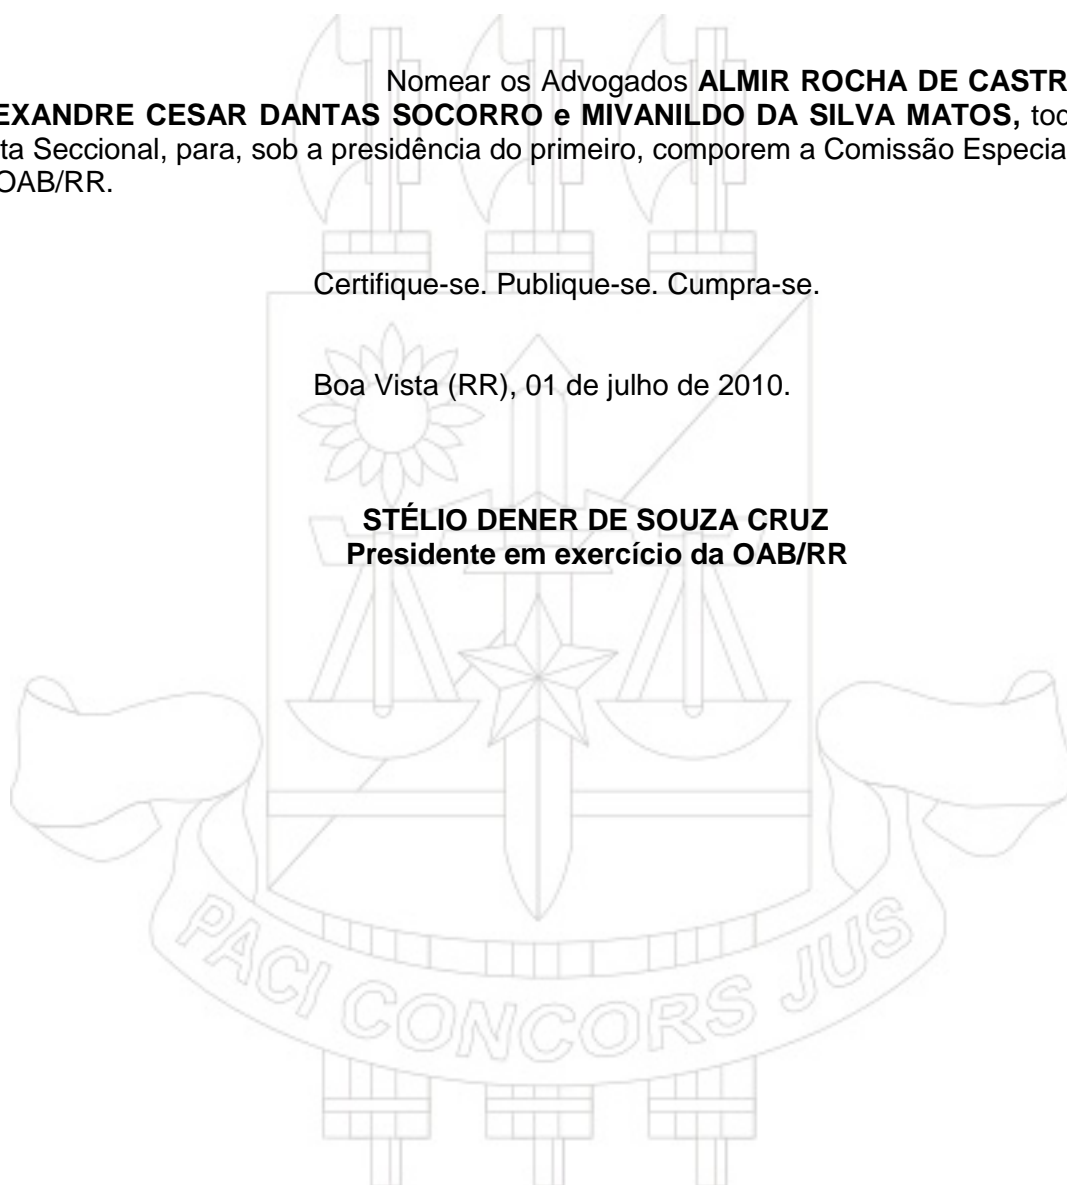 Nomear os Advogados ALMIR ROCHA DE CASTR
EXANDRE CESAR DANTAS SOCORRO e MIVANILDO DA SILVA MATOS, toc
ta Seccional, para, sob a presidência do primeiro, comporem a Comissão Especia
OAB/RR.
Certifique-se. Publique-se. Cumpra-se.
Boa Vista (RR), 01 de julho de 2010.
STÉLIO DENER DE SOUZA CRUZ
Presidente em exercício da OAB/RR
PACI CONCORS JUS